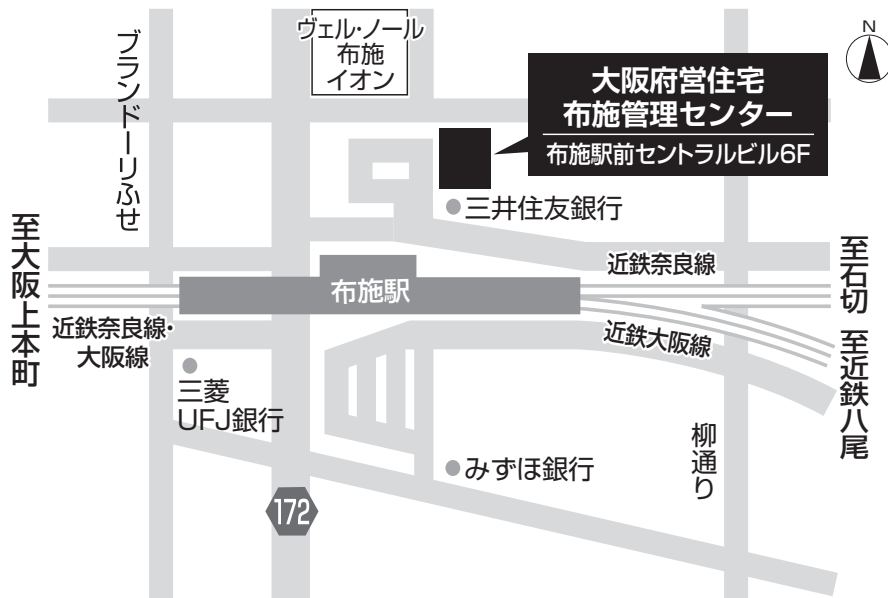 ヴェル・ノール
布施
イオン
N
大阪府営住宅
布施管理センター
布施駅前セントラルビル6F
ブランドーリふせ
三井住友銀行
至大阪上本町
近鉄奈良線
至石切
布施駅
近鉄奈良線・
大阪線
近鉄大阪線
至近鉄八尾
三菱
UFJ銀行
柳通り
みずほ銀行
172